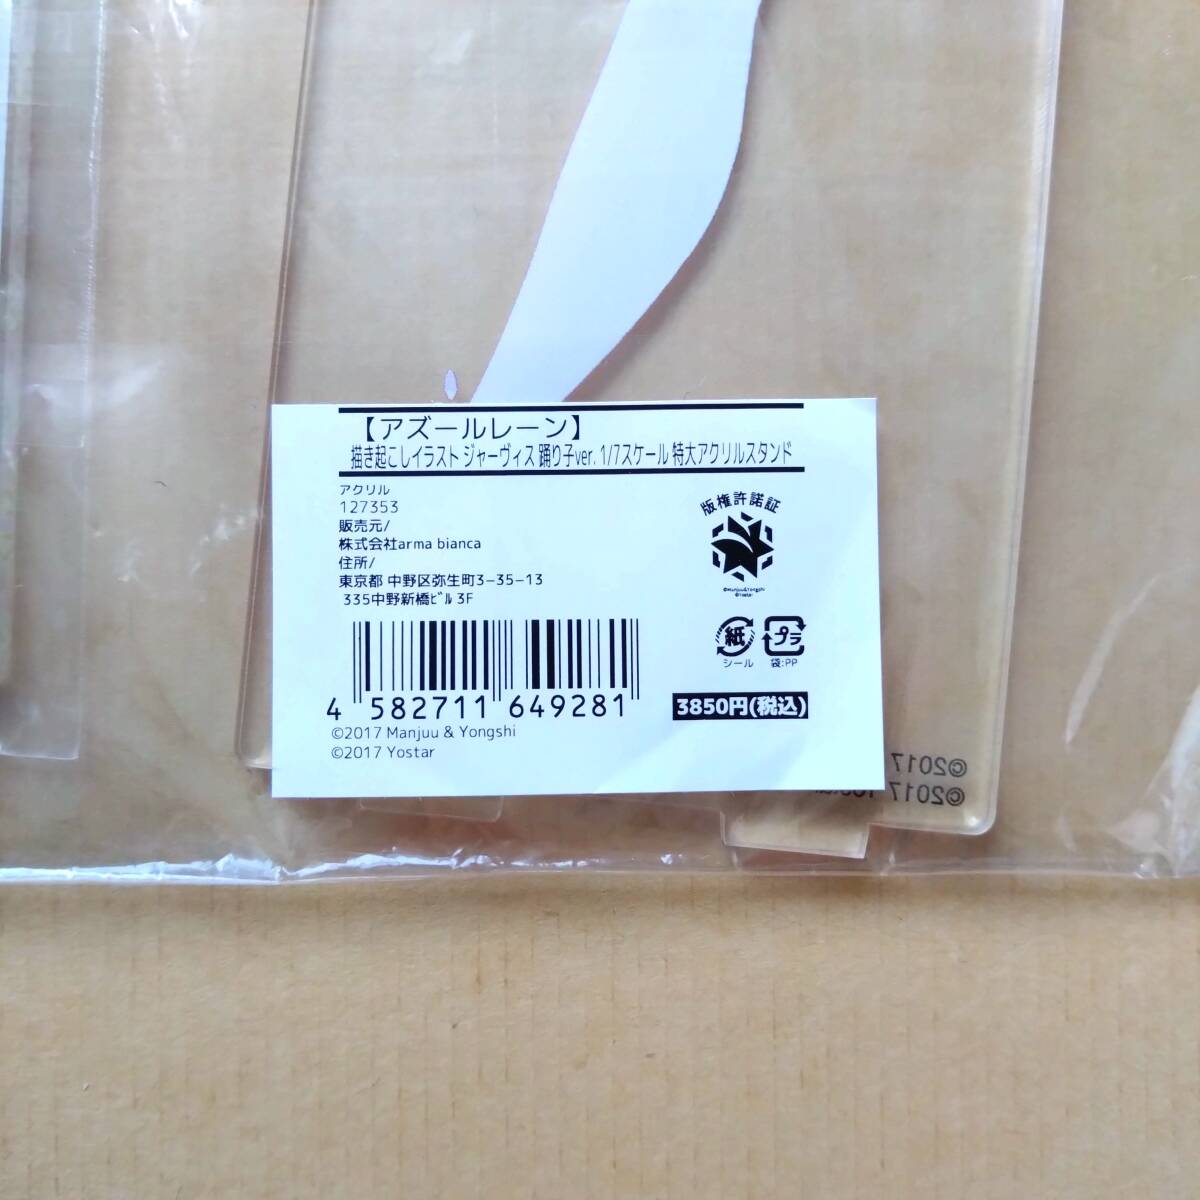 【アズールレーン】
描き起こしイラスト ジャーヴィス 踊り子ver. 1/7スケール 特大アクリルスタンド
アクリル
127353
販売元/
株式会社arma bianca
住所/
東京都 中野区弥生町3-35-13
335中野新橋ﾋﾞﾙ 3F
版権許諾証
©Manjuu&Yongshi
©Yostar
紙
シール
プラ
袋:PP
4 582711 649281
3850円(税込)
©2017 Manjuu & Yongshi
©2017 Yostar
©2017
©2017